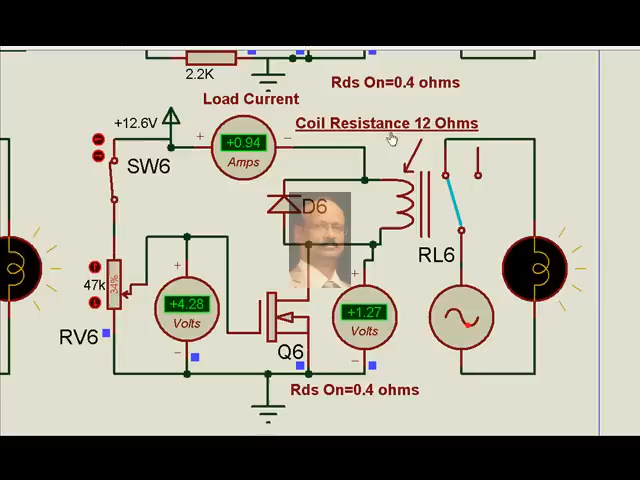 2.2K
Rds On=0.4 ohms
Load Current
+12.6V
Coil Resistance 12 Ohms
+
+0.94
Amps
−
SW6
D6
RL6
47k
34%
+
+4.28
Volts
−
+
+1.27
Volts
−
RV6
Q6
Rds On=0.4 ohms